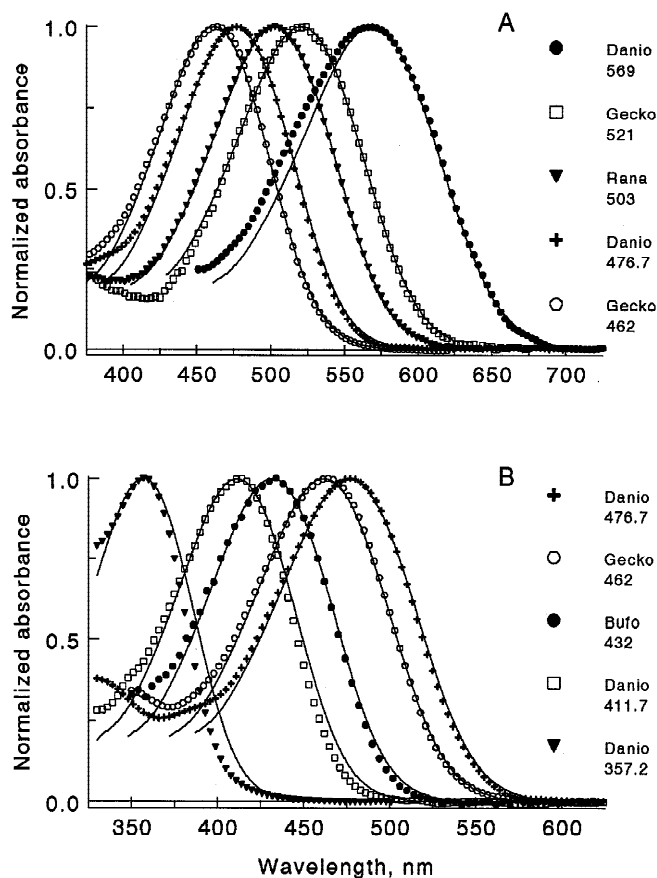 A
Normalized absorbance
1.0
0.5
0.0
400 450 500 550 600 650 700
Danio
569
Gecko
521
Rana
503
Danio
476.7
Gecko
462
B
Normalized absorbance
1.0
0.5
0.0
350 400 450 500 550 600
Wavelength, nm
Danio
476.7
Gecko
462
Bufo
432
Danio
411.7
Danio
357.2